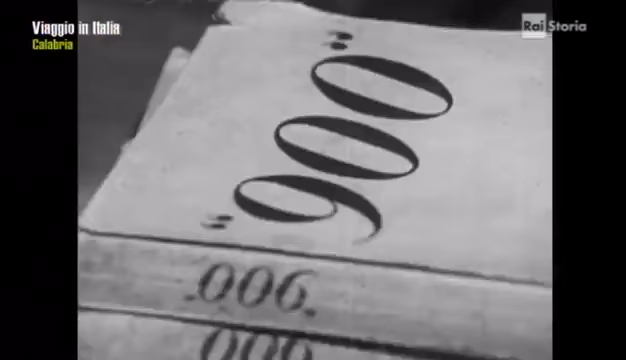 Viaggio in Italia
Calabria
Rai Storia
"900"
"900"